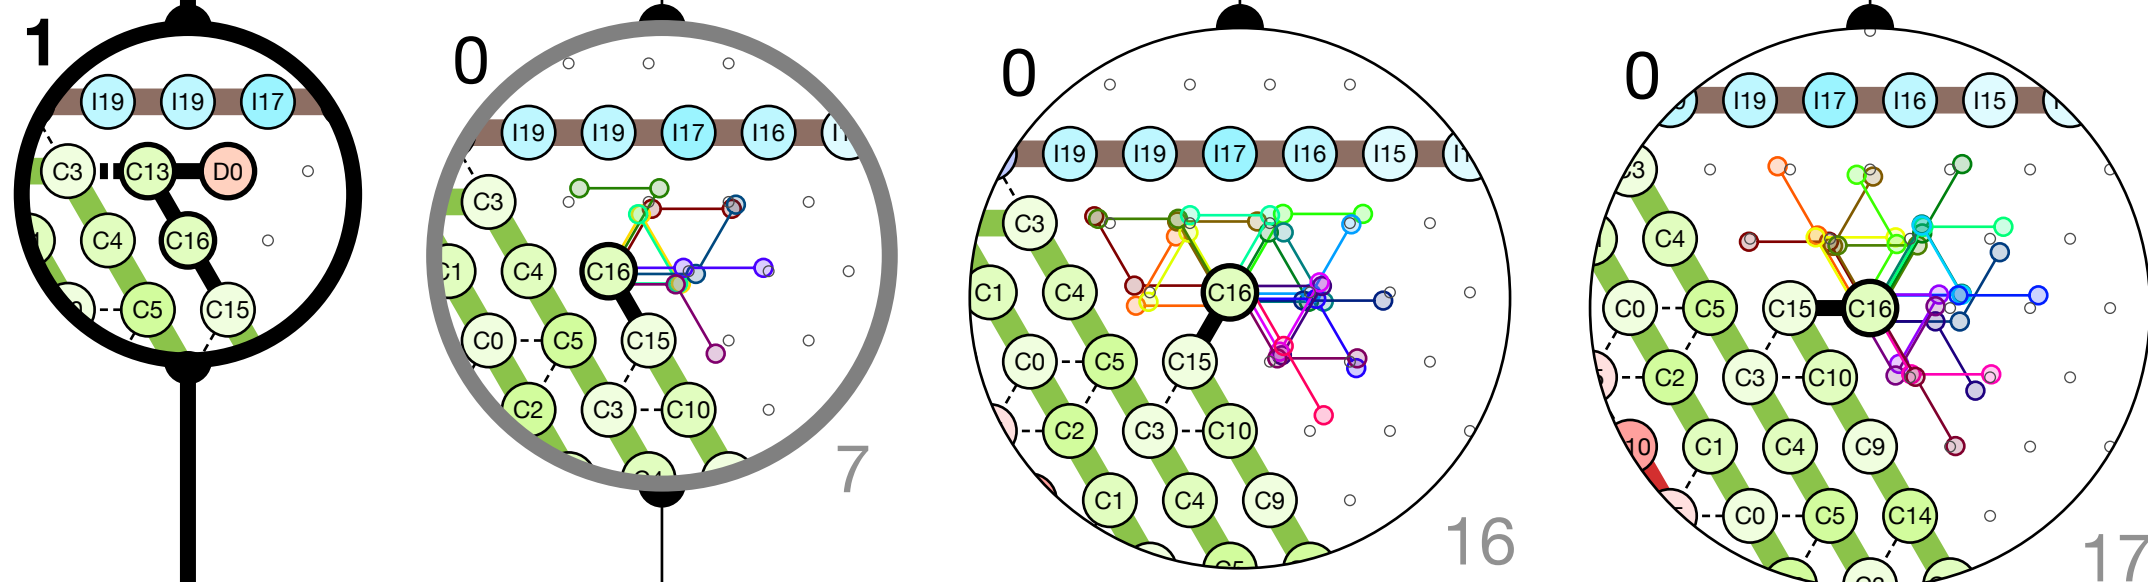 1
I19 I19 I17
C3 C13 D0
C4 C16
C5 C15
0
I19 I19 I17 I16
C3
C1 C4 C16
C0 C5 C15
C2 C3 C10
7
0
I19 I19 I17 I16 I15
C3
C1 C4 C16
C0 C5 C15
C2 C3 C10
C1 C4 C9
16
0
I19 I17 I16 I15
C4
C0 C5 C15 C16
C2 C3 C10
C1 C4 C9
C0 C5 C14
17